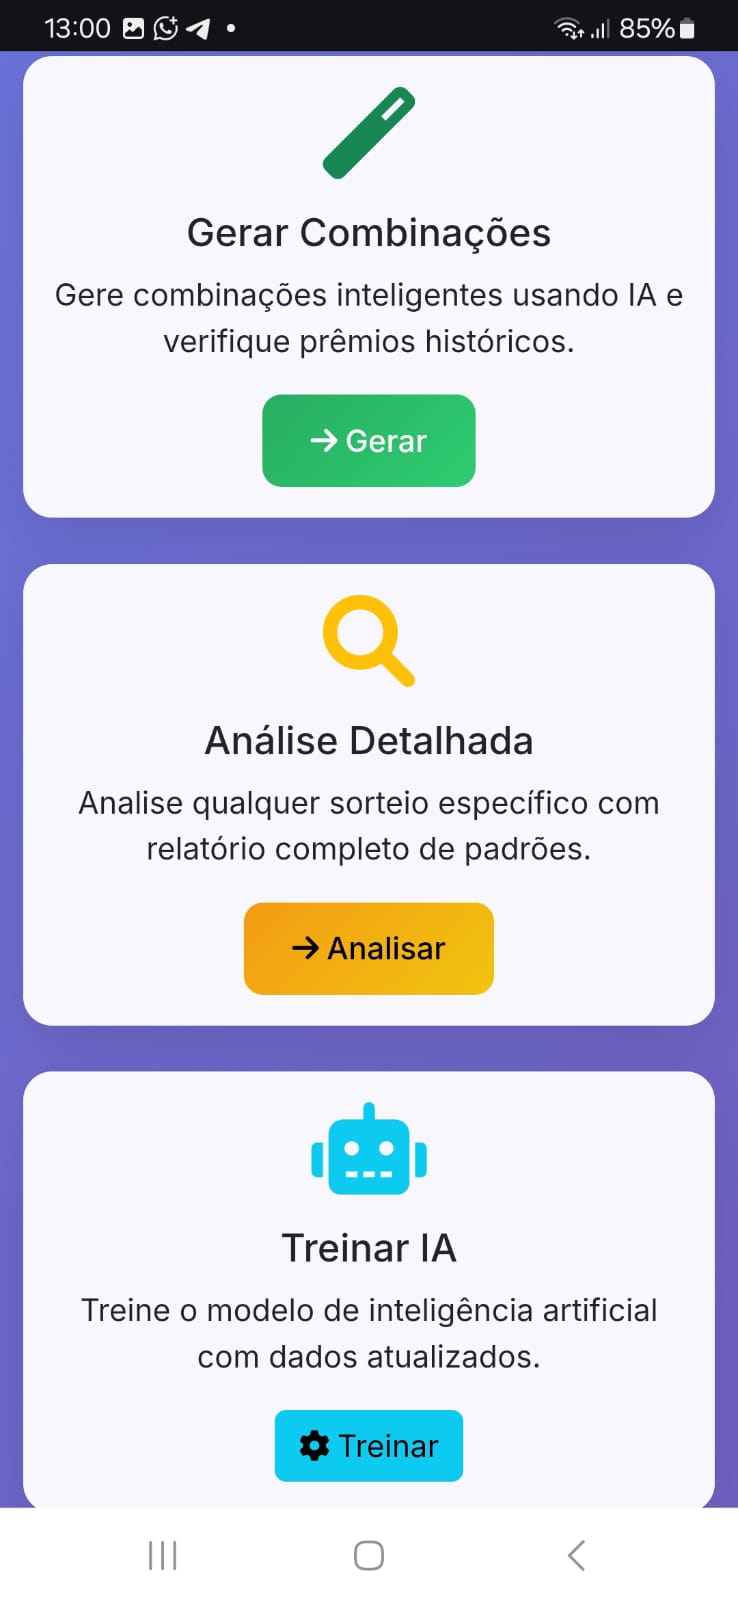 13:00
85%
Gerar Combinações
Gere combinações inteligentes usando IA e
verifique prêmios históricos.
Gerar
Análise Detalhada
Analise qualquer sorteio específico com
relatório completo de padrões.
Analisar
Treinar IA
Treine o modelo de inteligência artificial
com dados atualizados.
Treinar